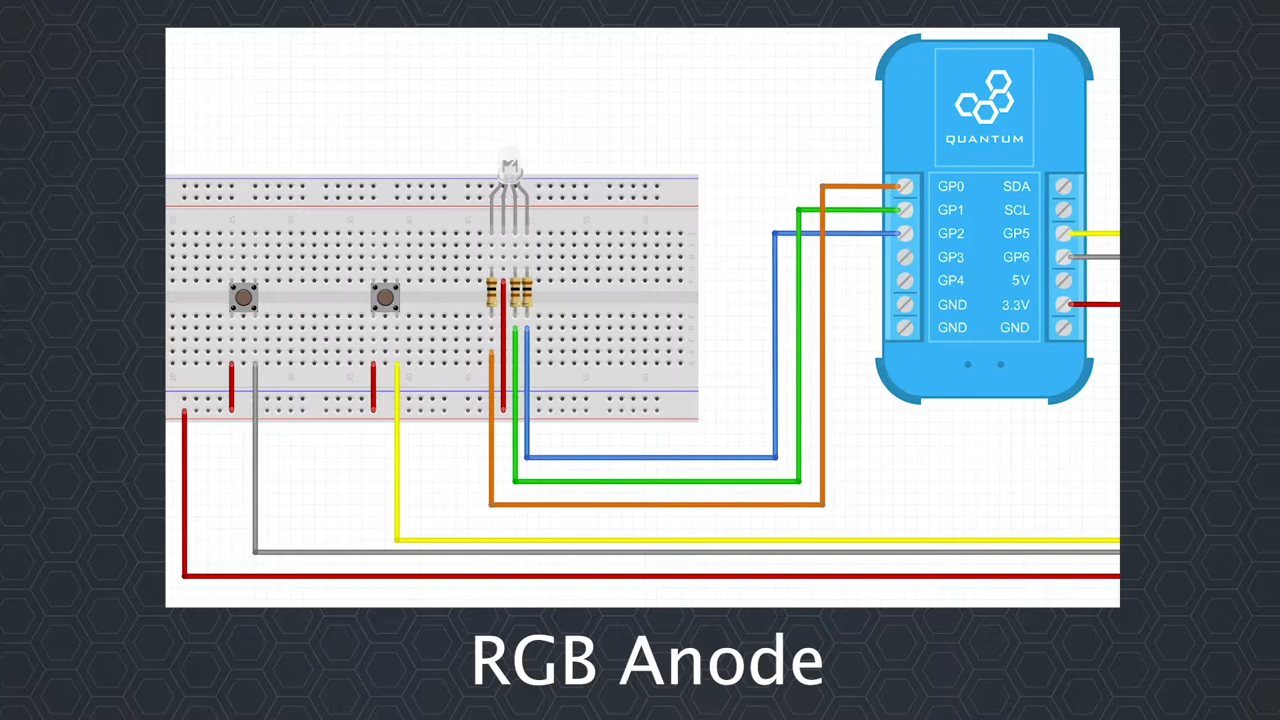 QUANTUM
GP0 SDA
GP1 SCL
GP2 GP5
GP3 GP6
GP4 5V
GND 3.3V
GND GND
RGB Anode